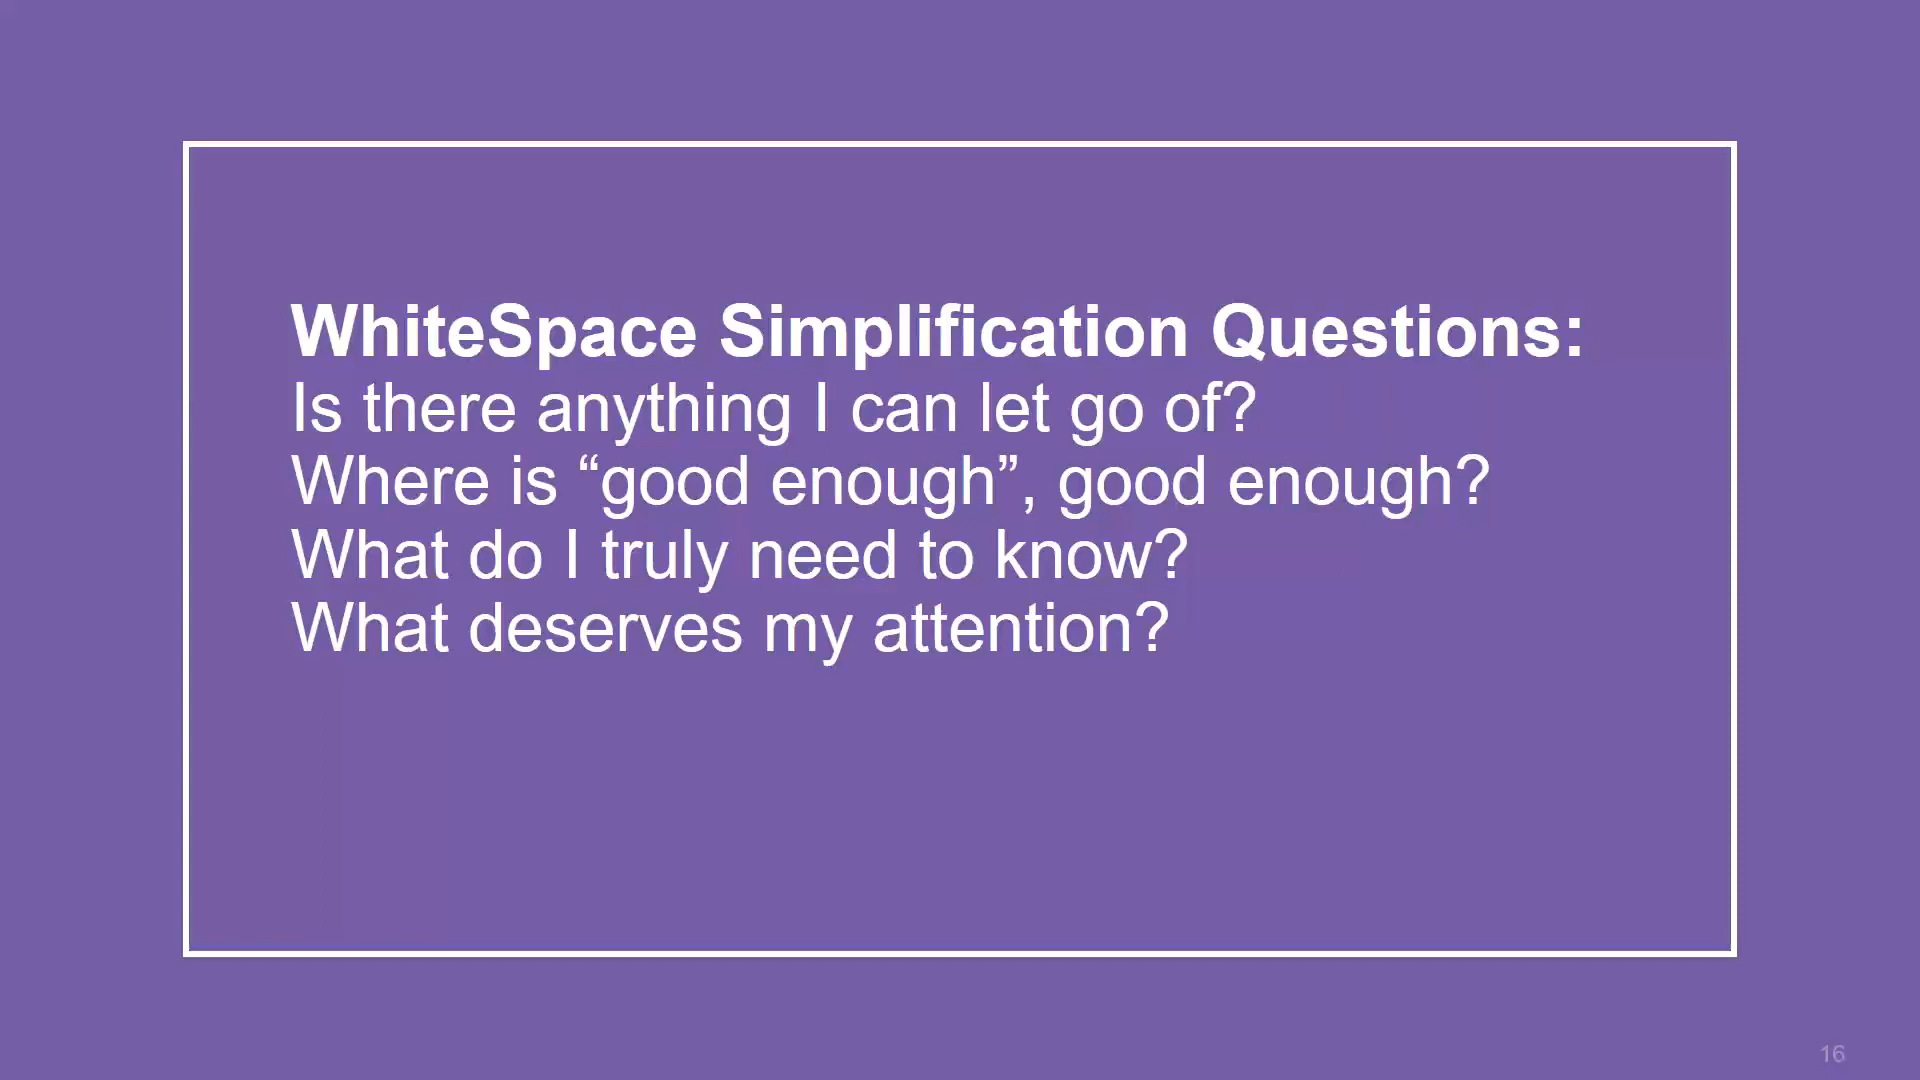 WhiteSpace Simplification Questions:
Is there anything I can let go of?
Where is “good enough”, good enough?
What do I truly need to know?
What deserves my attention?
16